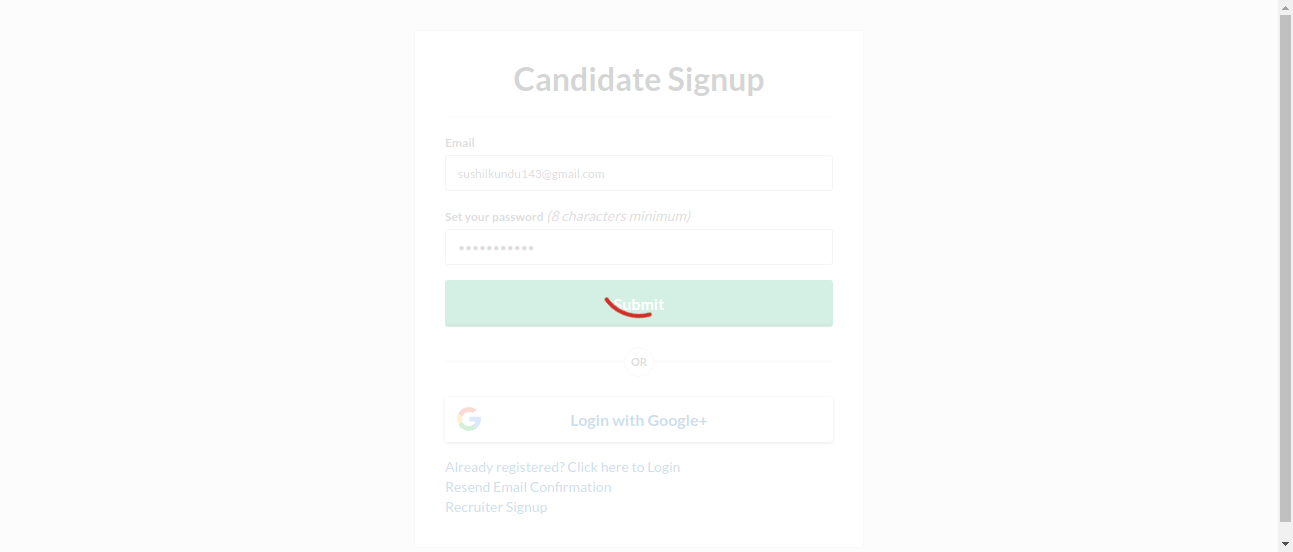 Candidate Signup
Email
sushilkundu143@gmail.com
Set your password (8 characters minimum)
•••••••••••
Submit
OR
Login with Google+
Already registered? Click here to Login
Resend Email Confirmation
Recruiter Signup